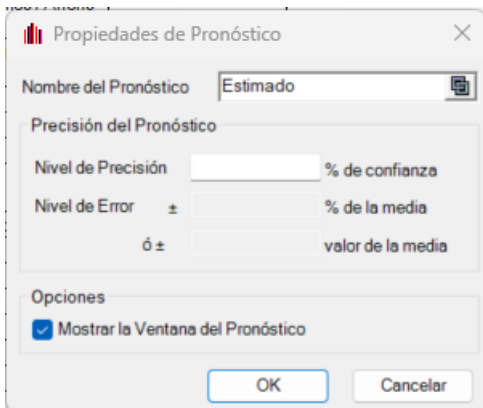 Propiedades de Pronóstico
Nombre del Pronóstico Estimado
Precisión del Pronóstico
Nivel de Precisión % de confianza
Nivel de Error ± % de la media
ó ± valor de la media
Opciones
Mostrar la Ventana del Pronóstico
OK Cancelar